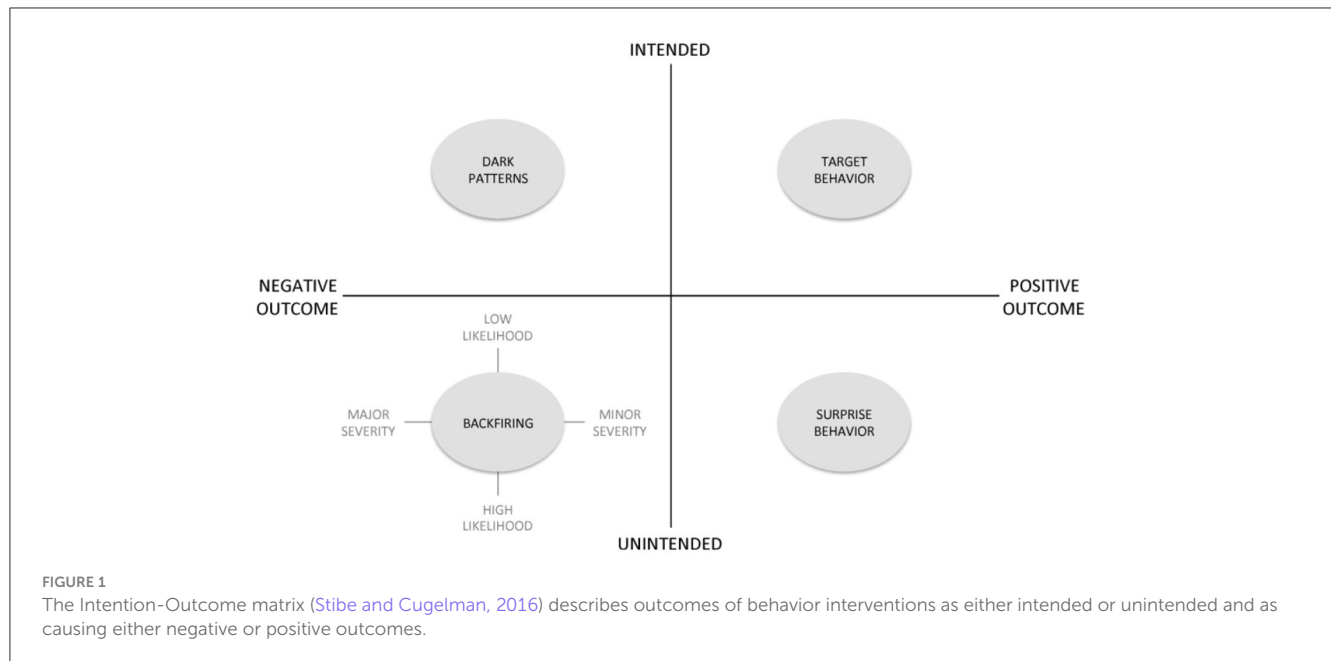 INTENDED
DARK
PATTERNS
TARGET
BEHAVIOR
NEGATIVE
OUTCOME
POSITIVE
OUTCOME
LOW
LIKELIHOOD
MAJOR
SEVERITY
BACKFIRING
MINOR
SEVERITY
SURPRISE
BEHAVIOR
HIGH
LIKELIHOOD
UNINTENDED
FIGURE 1
The Intention-Outcome matrix (Stibe and Cugelman, 2016) describes outcomes of behavior interventions as either intended or unintended and as
causing either negative or positive outcomes.